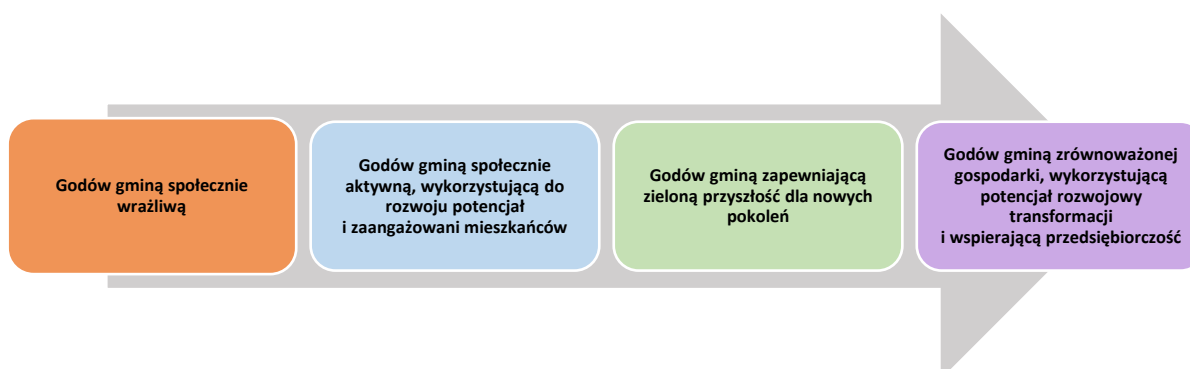 Godów gminą społecznie
wrażliwą
Godów gminą społecznie
aktywną, wykorzystującą do
rozwoju potencjał
i zaangażowani mieszkańców
Godów gminą zapewniającą
zieloną przyszłość dla nowych
pokoleń
Godów gminą zrównoważonej
gospodarki, wykorzystującą
potencjał rozwojowy
transformacji
i wspierającą przedsiębiorczość